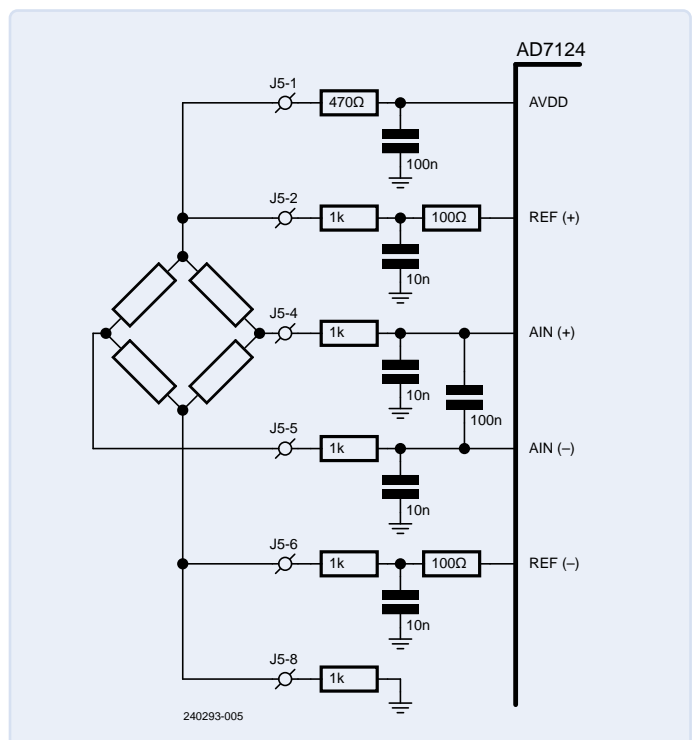 AD7124
J5-1
470Ω
AVDD
100n
J5-2
1k
100Ω
REF (+)
10n
J5-4
1k
AIN (+)
10n
100n
J5-5
1k
AIN (–)
10n
J5-6
1k
100Ω
REF (–)
10n
J5-8
1k
240293-005